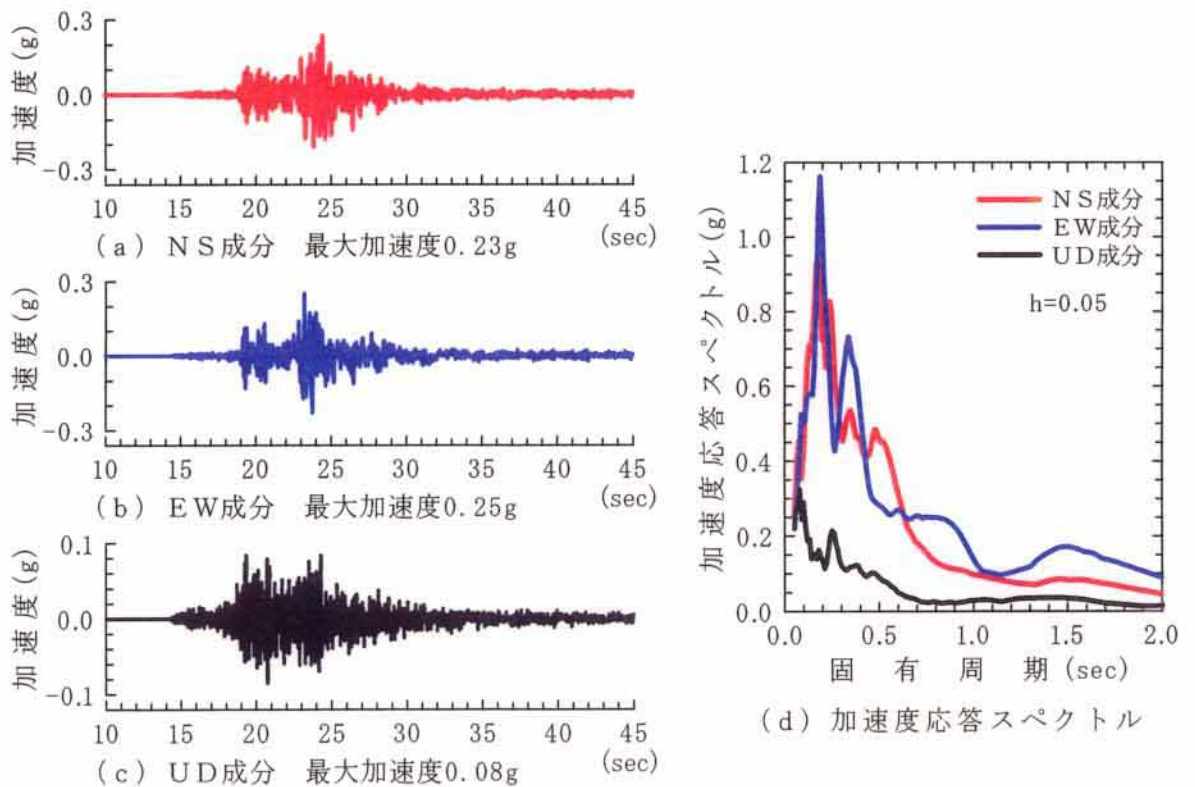 0.3
0.0
-0.3
加速度(g)
10 15 20 25 30 35 40 45
(sec)
(a) NS成分 最大加速度0.23g
0.3
0.0
-0.3
加速度(g)
10 15 20 25 30 35 40 45
(sec)
(b) EW成分 最大加速度0.25g
0.1
0.0
-0.1
加速度(g)
10 15 20 25 30 35 40 45
(sec)
(c) UD成分 最大加速度0.08g
1.2
1.0
0.8
0.6
0.4
0.2
0.0
加速度応答スペクトル(g)
NS成分
EW成分
UD成分
h=0.05
0.0 0.5 1.0 1.5 2.0
固有周期(sec)
(d) 加速度応答スペクトル